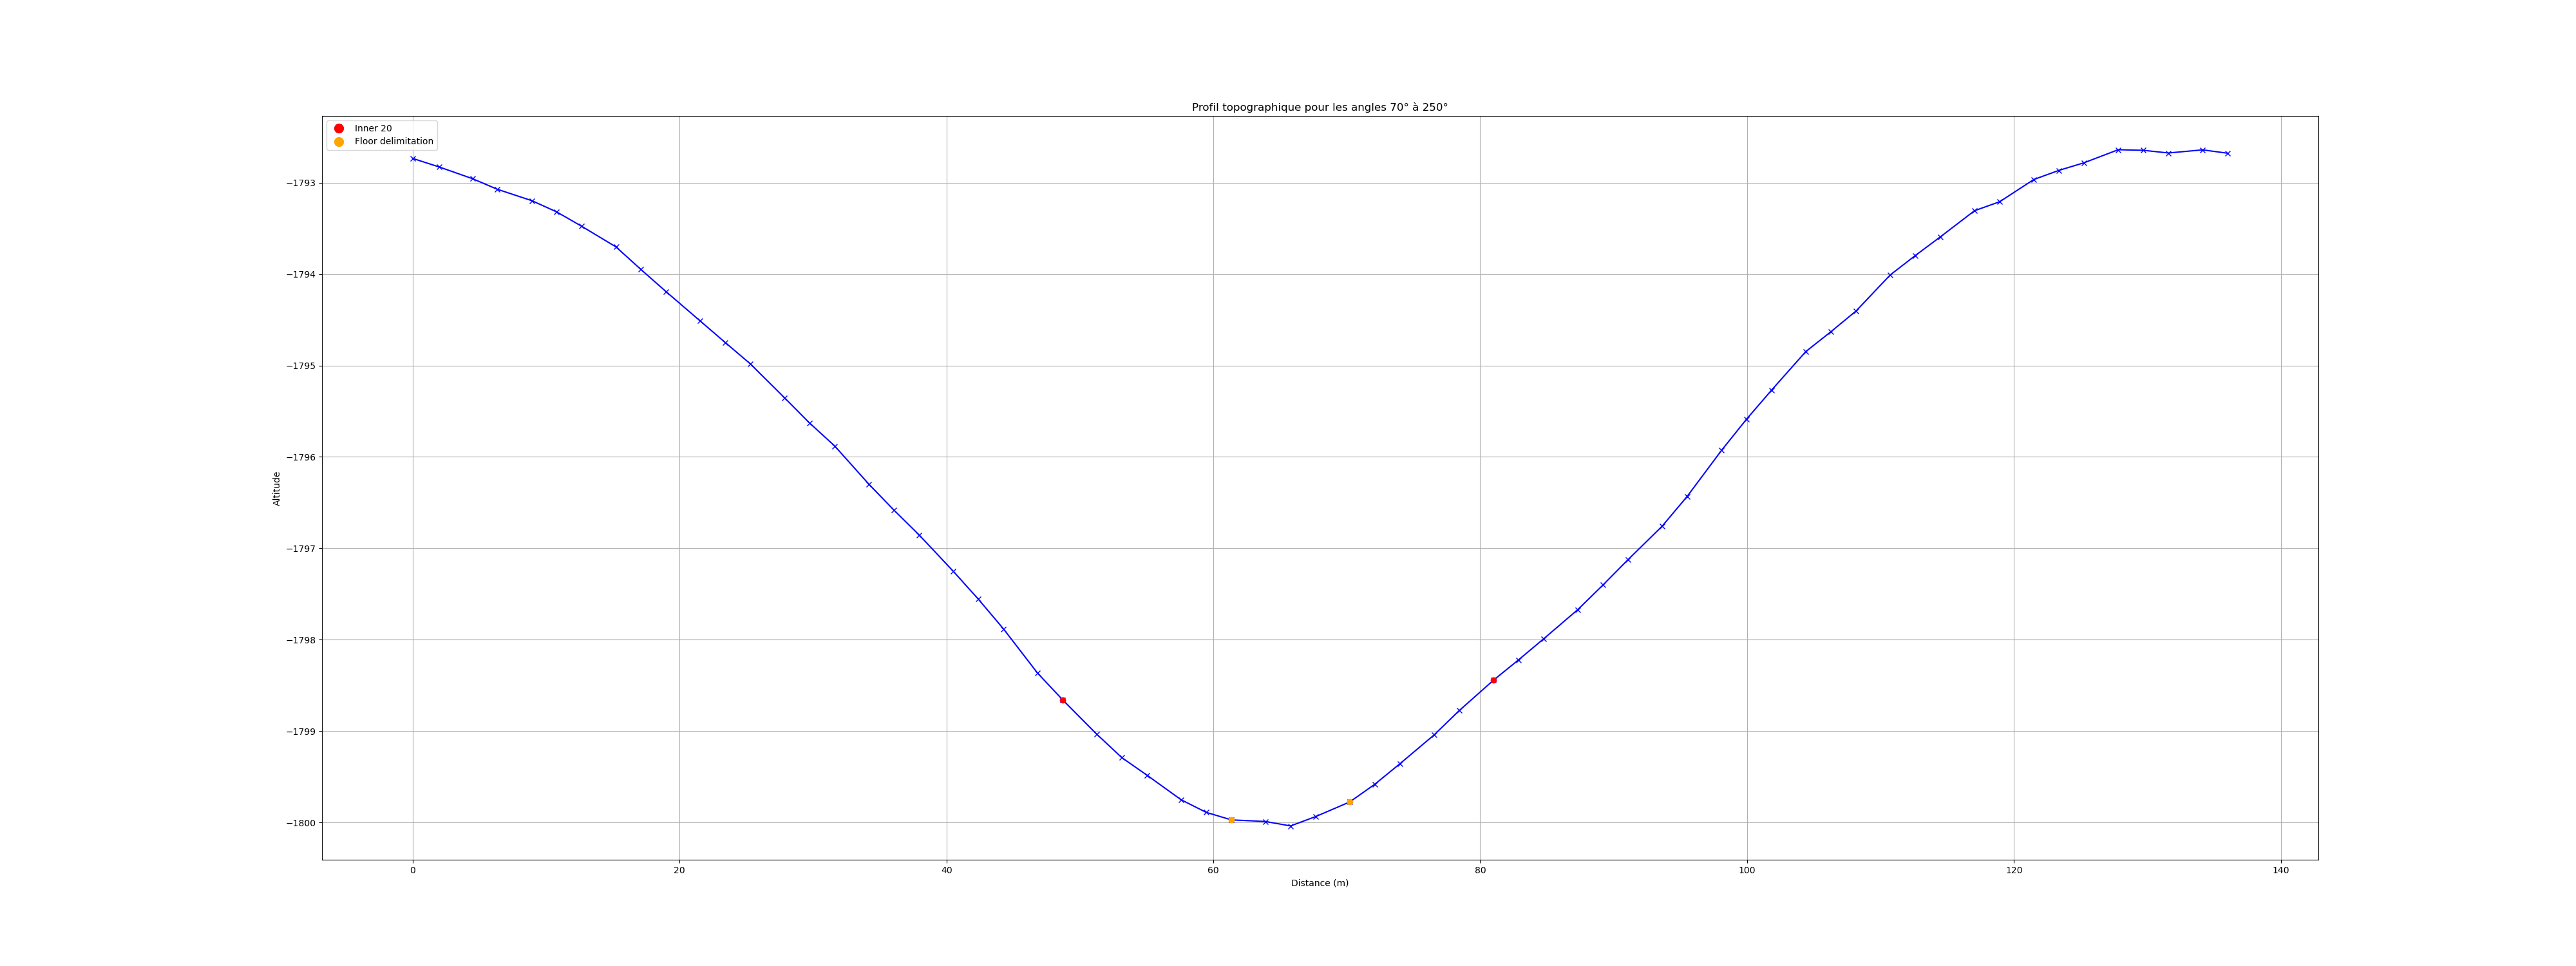 Profil topographique pour les angles 70° à 250°
Inner 20
Floor delimitation
−1793
−1794
−1795
−1796
−1797
−1798
−1799
−1800
Altitude
0 20 40 60 80 100 120 140
Distance (m)